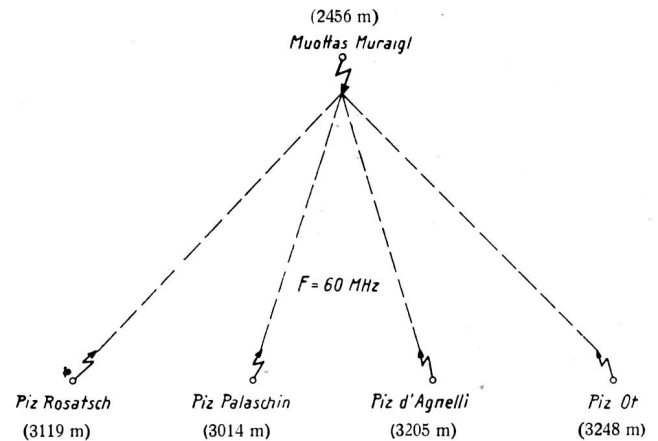 (2456 m)
Muottas Muraigl
F = 60 MHz
Piz Rosatsch
(3119 m)
Piz Palaschin
(3014 m)
Piz d'Agnelli
(3205 m)
Piz Ot
(3248 m)